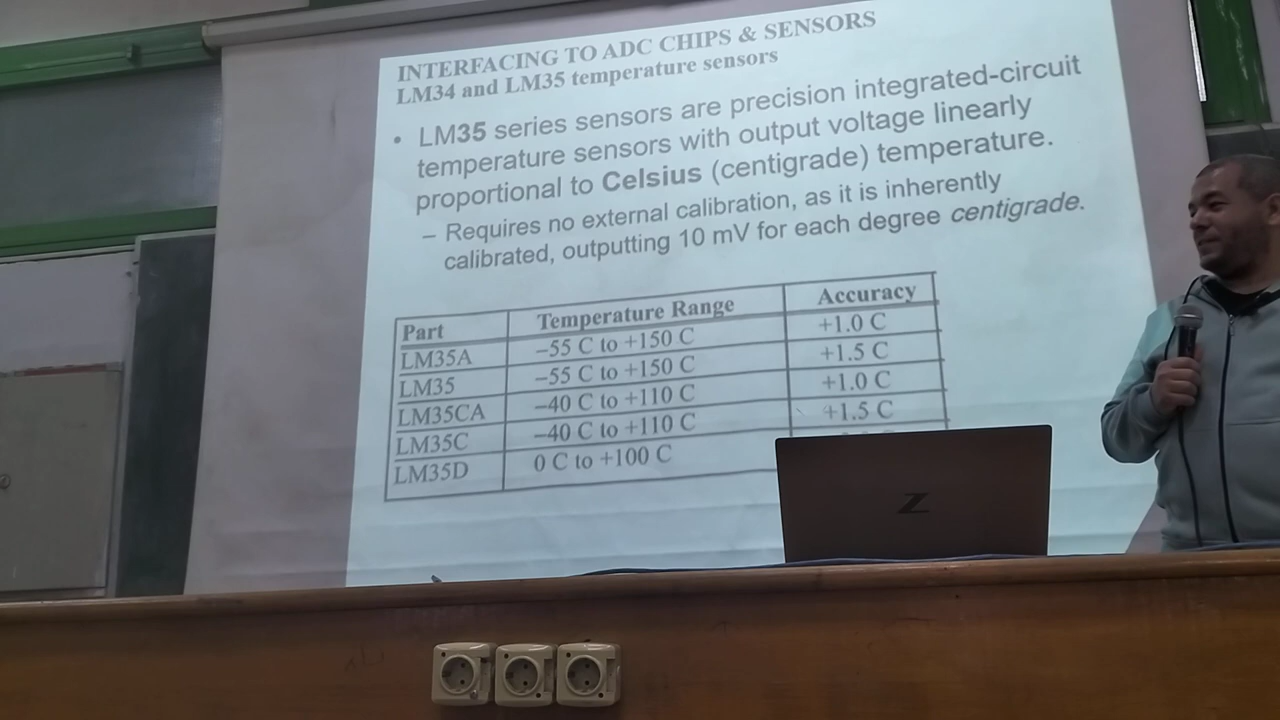 INTERFACING TO ADC CHIPS & SENSORS
LM34 and LM35 temperature sensors
• LM35 series sensors are precision integrated-circuit
temperature sensors with output voltage linearly
proportional to Celsius (centigrade) temperature.
– Requires no external calibration, as it is inherently
calibrated, outputting 10 mV for each degree centigrade.
Part Temperature Range Accuracy
LM35A –55 C to +150 C +1.0 C
LM35 –55 C to +150 C +1.5 C
LM35CA –40 C to +110 C +1.0 C
LM35C –40 C to +110 C +1.5 C
LM35D 0 C to +100 C
Z